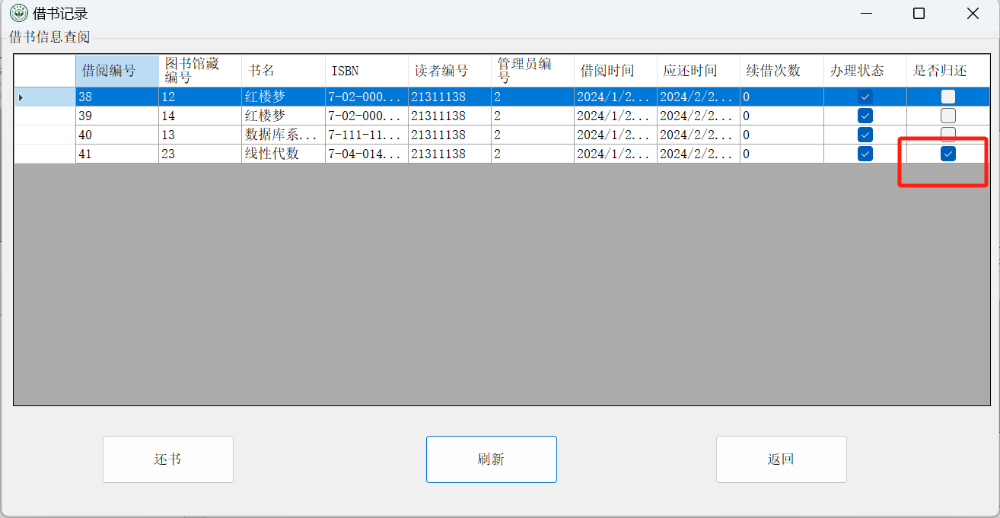 借书记录
借书信息查阅
借阅编号 图书馆藏编号 书名 ISBN 读者编号 管理员编号 借阅时间 应还时间 续借次数 办理状态 是否归还
38 12 红楼梦 7-02-000... 21311138 2 2024/1/2... 2024/2/2... 0
39 14 红楼梦 7-02-000... 21311138 2 2024/1/2... 2024/2/2... 0
40 13 数据库系... 7-111-11... 21311138 2 2024/1/2... 2024/2/2... 0
41 23 线性代数 7-04-014... 21311138 2 2024/1/2... 2024/2/2... 0
还书 刷新 返回